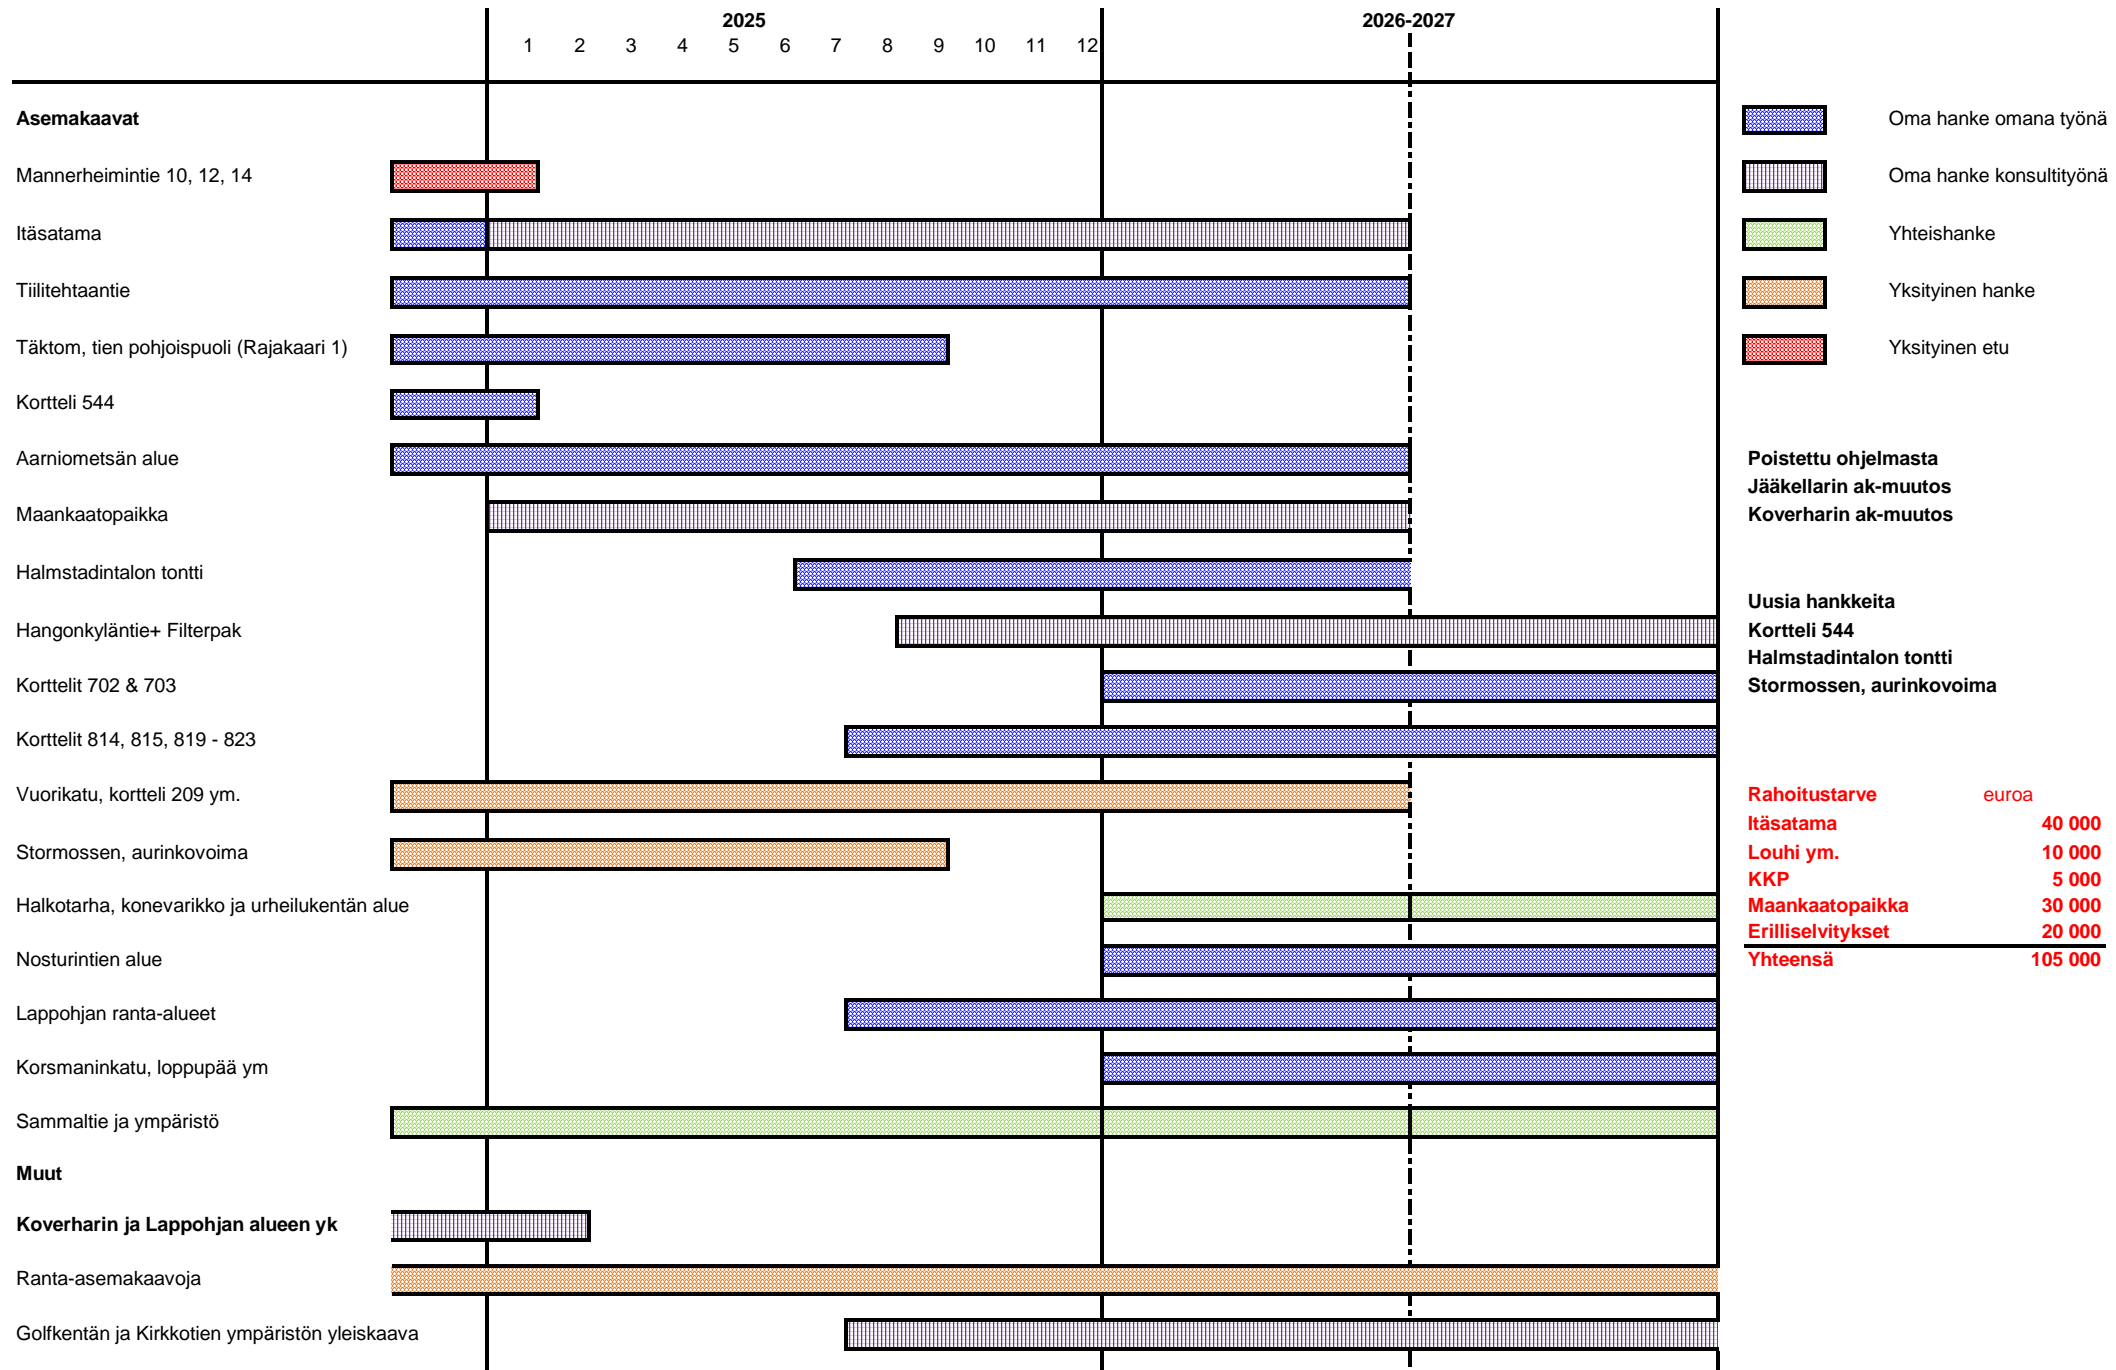 2025 2026-2027
1 2 3 4 5 6 7 8 9 10 11 12
Asemakaavat
Mannerheimintie 10, 12, 14
Itäsatama
Tiilitehtaantie
Täktom, tien pohjoispuoli (Rajakaari 1)
Kortteli 544
Aarniometsän alue
Maankaatopaikka
Halmstadintalon tontti
Hangonkyläntie+ Filterpak
Korttelit 702 & 703
Korttelit 814, 815, 819 - 823
Vuorikatu, kortteli 209 ym.
Stormossen, aurinkovoima
Halkotarha, konevarikko ja urheilukentän alue
Nosturintien alue
Lappohjan ranta-alueet
Korsmaninkatu, loppupää ym
Sammaltie ja ympäristö
Muut
Koverharin ja Lappohjan alueen yk
Ranta-asemakaavoja
Golfkentän ja Kirkkotien ympäristön yleiskaava
Oma hanke omana työnä
Oma hanke konsultityönä
Yhteishanke
Yksityinen hanke
Yksityinen etu
Poistettu ohjelmasta
Jääkellarin ak-muutos
Koverharin ak-muutos
Uusia hankkeita
Kortteli 544
Halmstadintalon tontti
Stormossen, aurinkovoima
Rahoitustarve euroa
Itäsatama 40 000
Louhi ym. 10 000
KKP 5 000
Maankaatopaikka 30 000
Erilliselvitykset 20 000
Yhteensä 105 000